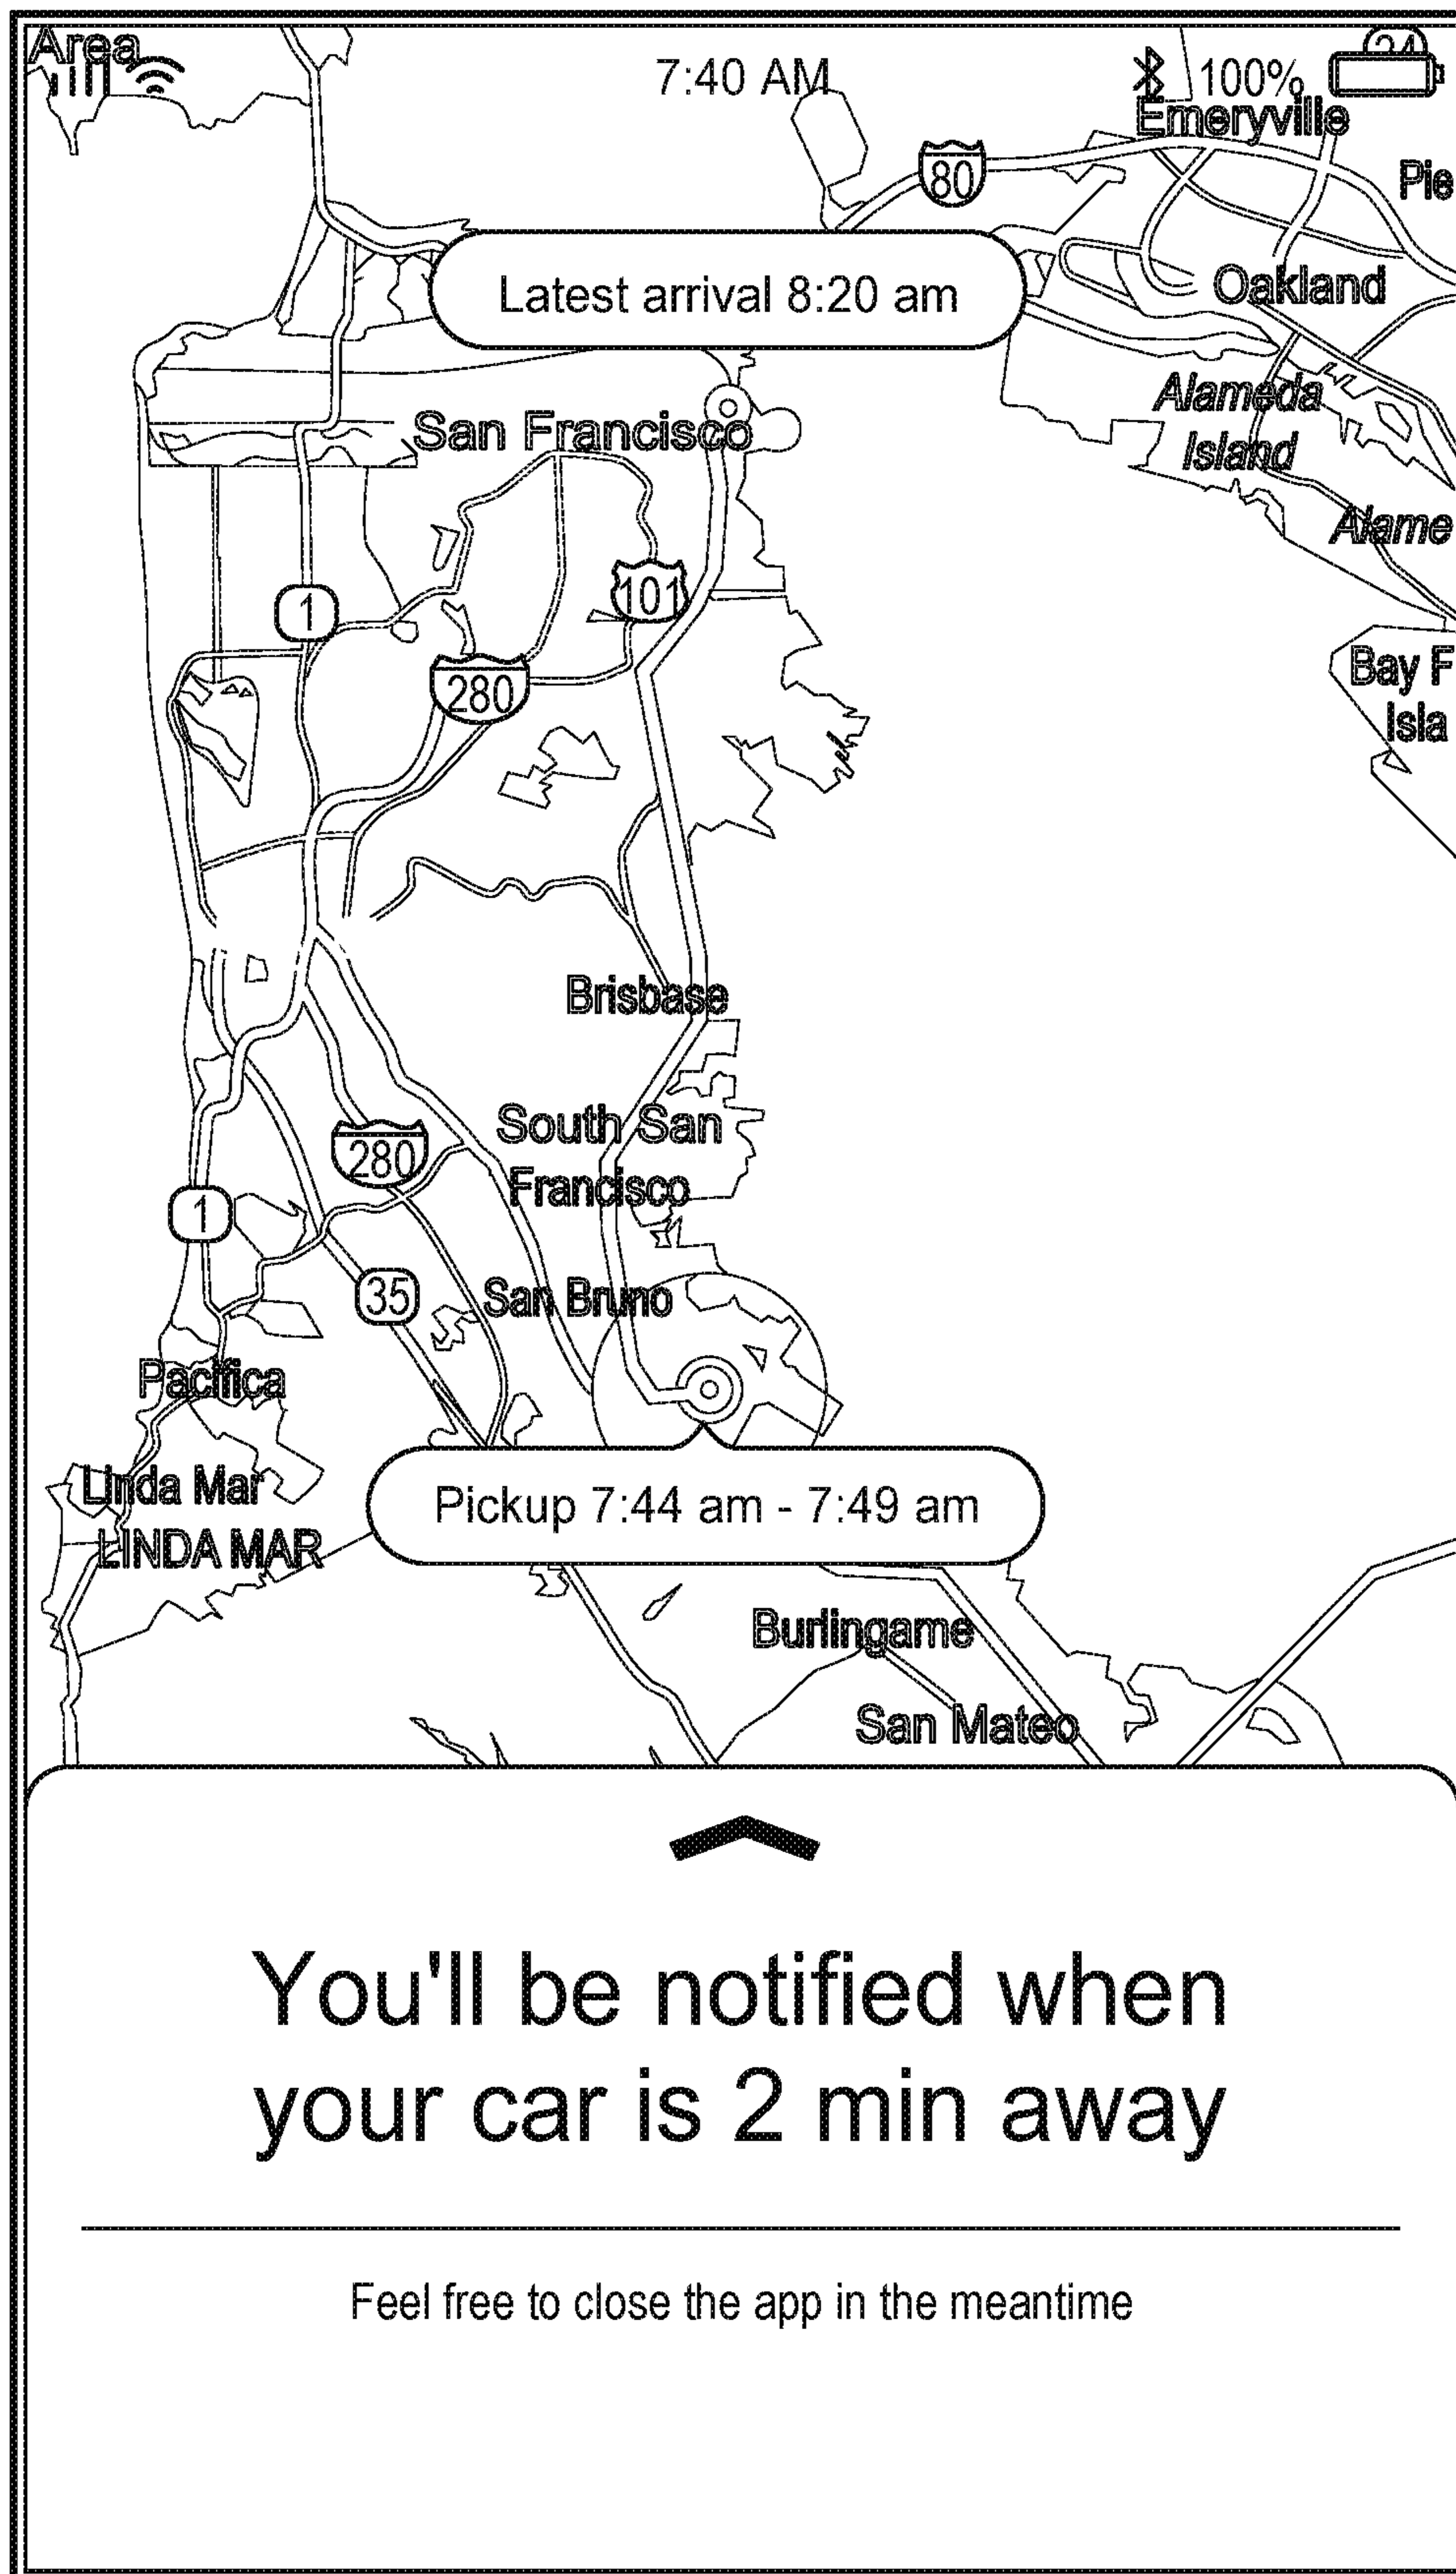 Area
7:40 AM
100%
24
Emeryville
80
Pie
Latest arrival 8:20 am
Oakland
Alameda
Island
San Francisco
Alame
1
101
280
Bay F
Isla
Brisbase
South San
Francisco
280
1
35
San Bruno
Pacifica
Linda Mar
LINDA MAR
Pickup 7:44 am - 7:49 am
Burlingame
San Mateo
You'll be notified when
your car is 2 min away
Feel free to close the app in the meantime